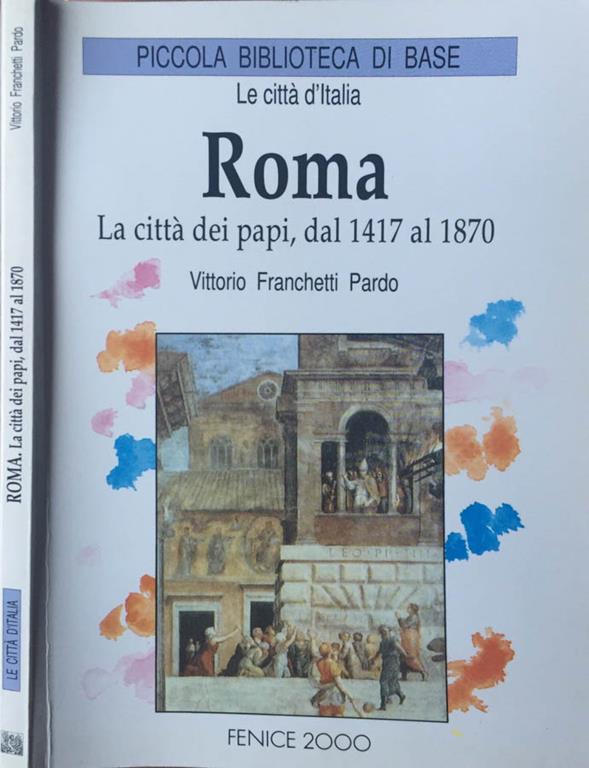 Vittorio Franchetti Pardo
ROMA. La città dei papi, dal 1417 al 1870
LE CITTÀ D'ITALIA
PICCOLA BIBLIOTECA DI BASE
Le città d'Italia
Roma
La città dei papi, dal 1417 al 1870
Vittorio Franchetti Pardo
LEO PP IIII
FENICE 2000